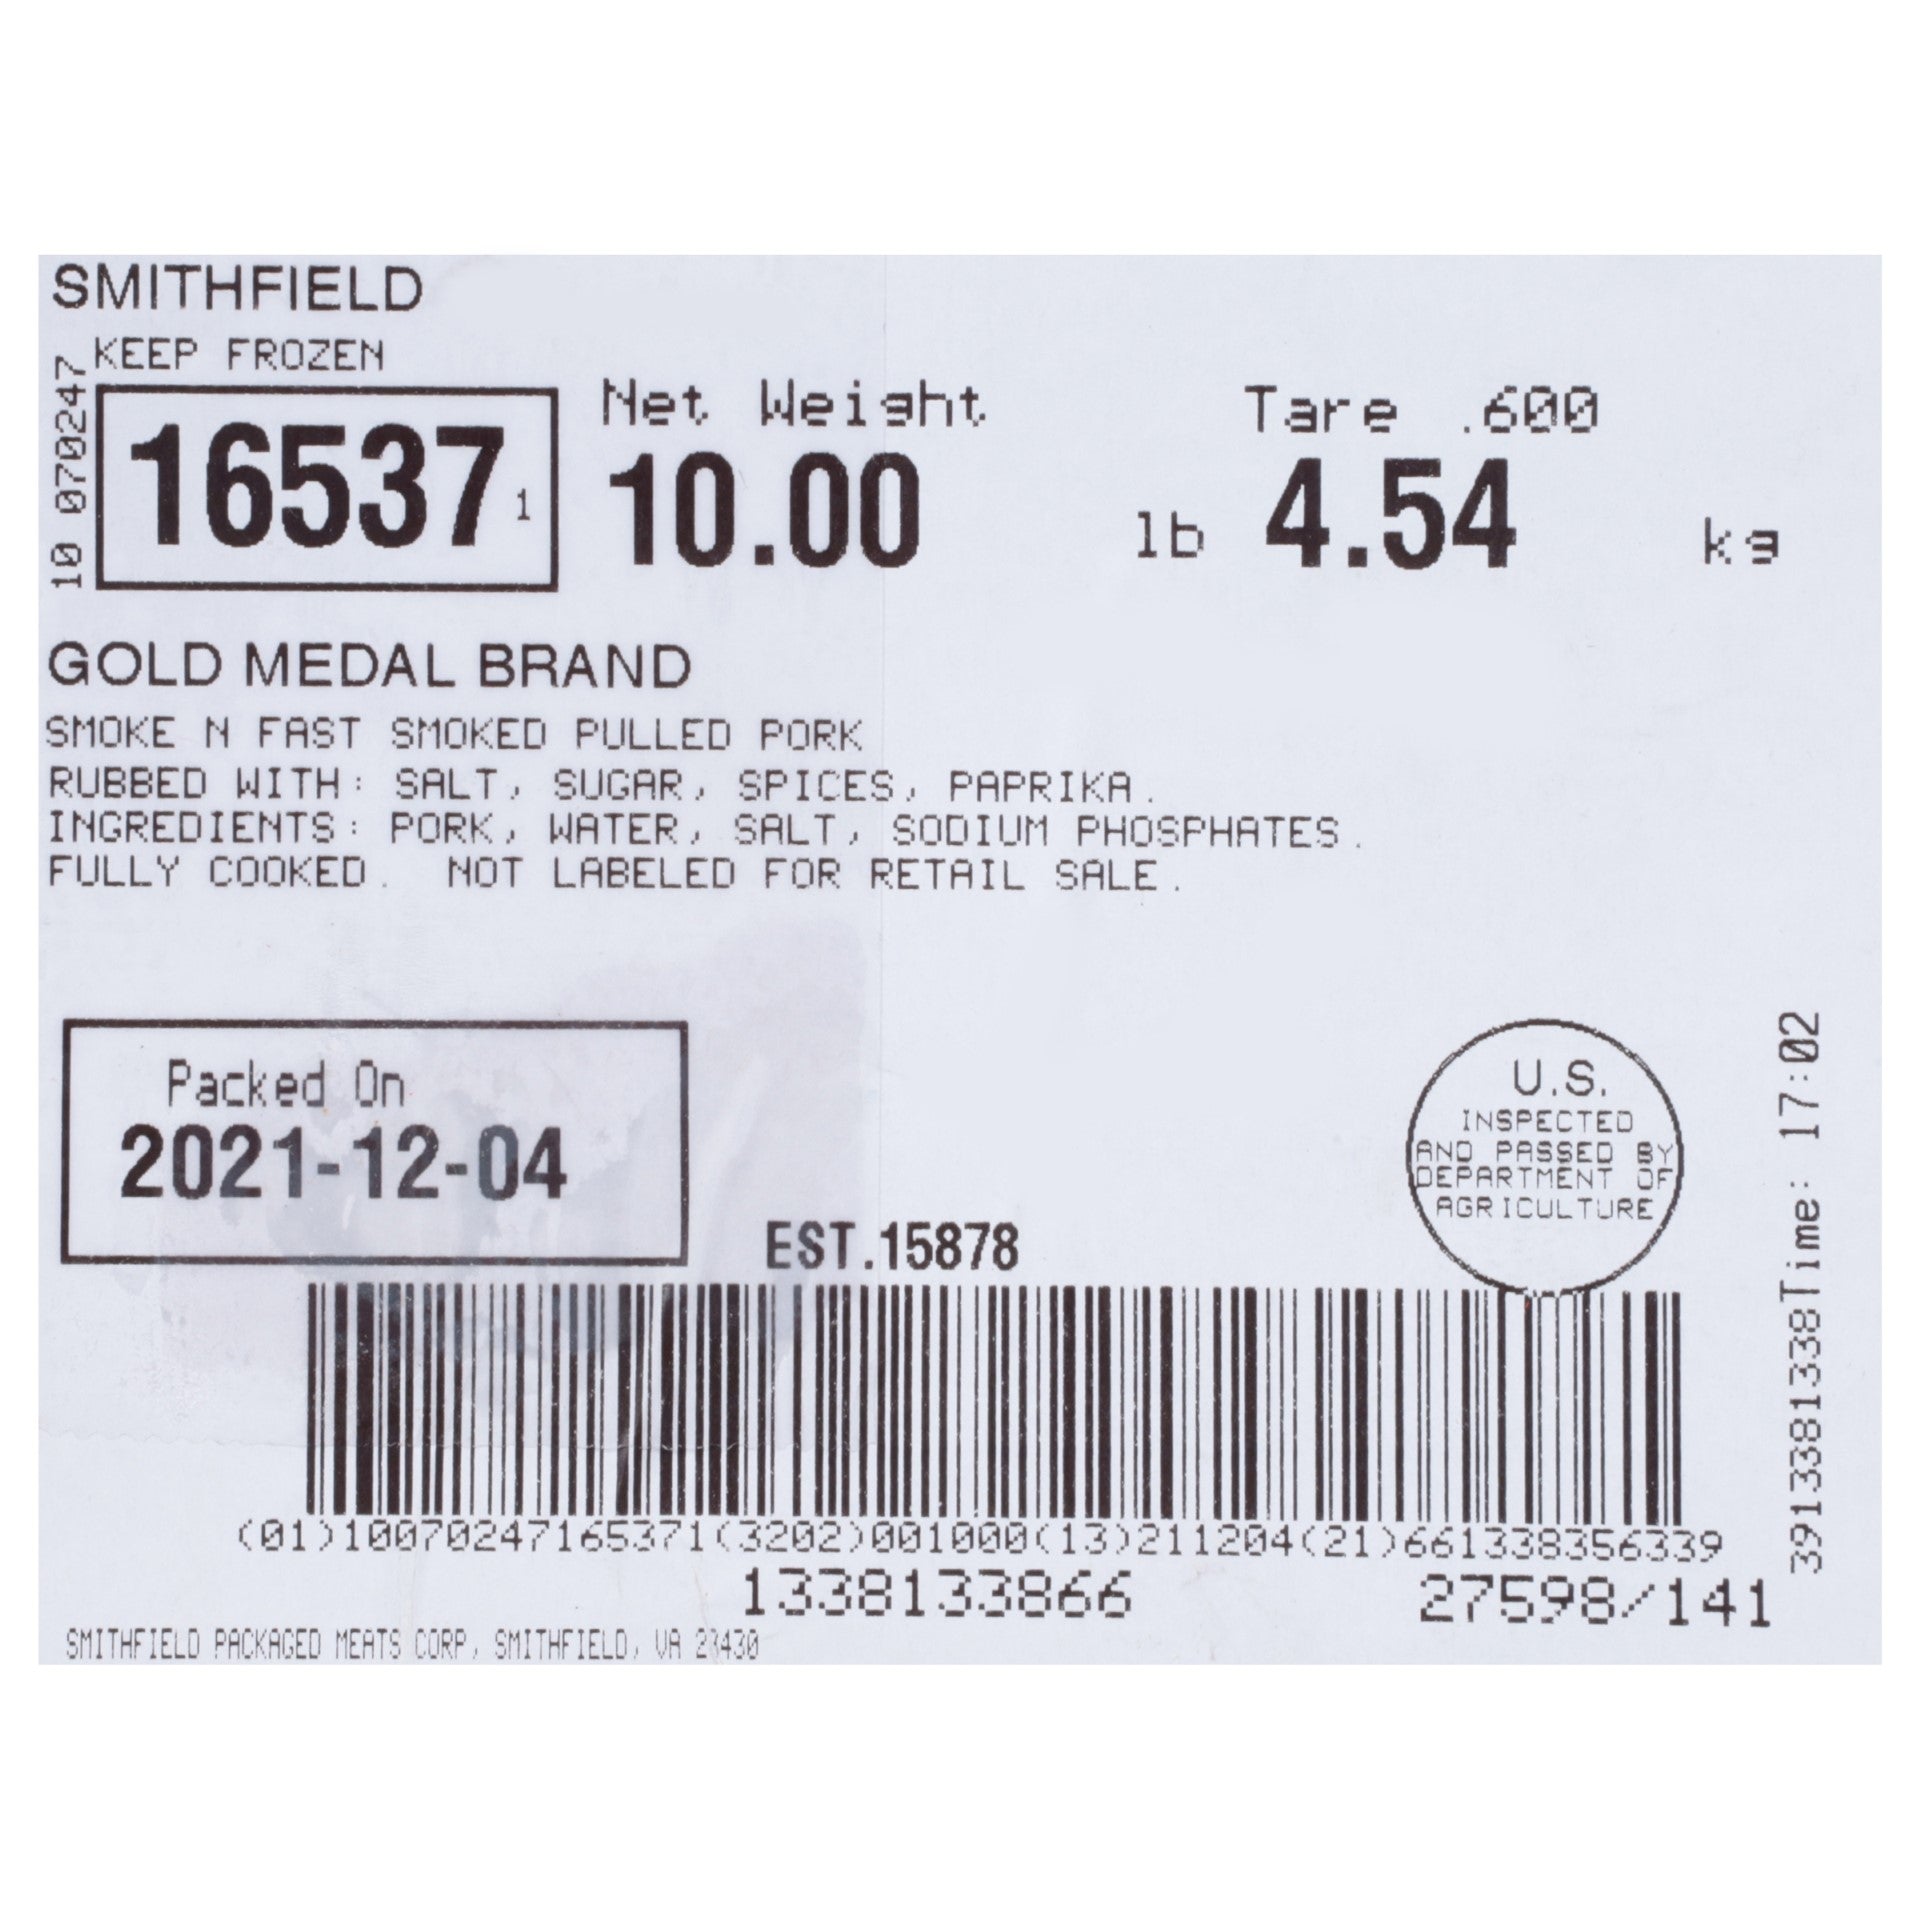 SMITHFIELD
KEEP FROZEN
10 070247
16537 1
Net Weight
10.00 lb
Tare .600
4.54 kg
GOLD MEDAL BRAND
SMOKE N FAST SMOKED PULLED PORK
RUBBED WITH: SALT, SUGAR, SPICES, PAPRIKA.
INGREDIENTS: PORK, WATER, SALT, SODIUM PHOSPHATES.
FULLY COOKED. NOT LABELED FOR RETAIL SALE.
Packed On
2021-12-04
EST.15878
U.S.
INSPECTED
AND PASSED BY
DEPARTMENT OF
AGRICULTURE
3913381338Time: 17:02
(01)10070247165371(3202)001000(13)211204(21)661338356339
1338133866
27598/141
SMITHFIELD PACKAGED MEATS CORP, SMITHFIELD, VA 23430